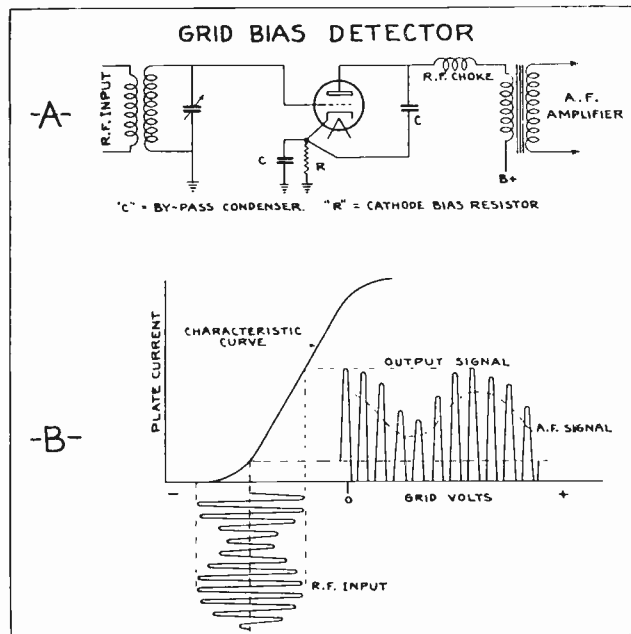 GRID BIAS DETECTOR
-A-
R.F. INPUT
R.F. CHOKE
A.F.
AMPLIFIER
C
C
R
B+
"C" = BY-PASS CONDENSER. "R" = CATHODE BIAS RESISTOR
-B-
PLATE CURRENT
CHARACTERISTIC
CURVE
OUTPUT SIGNAL
A.F. SIGNAL
-
O
GRID VOLTS
+
R.F. INPUT